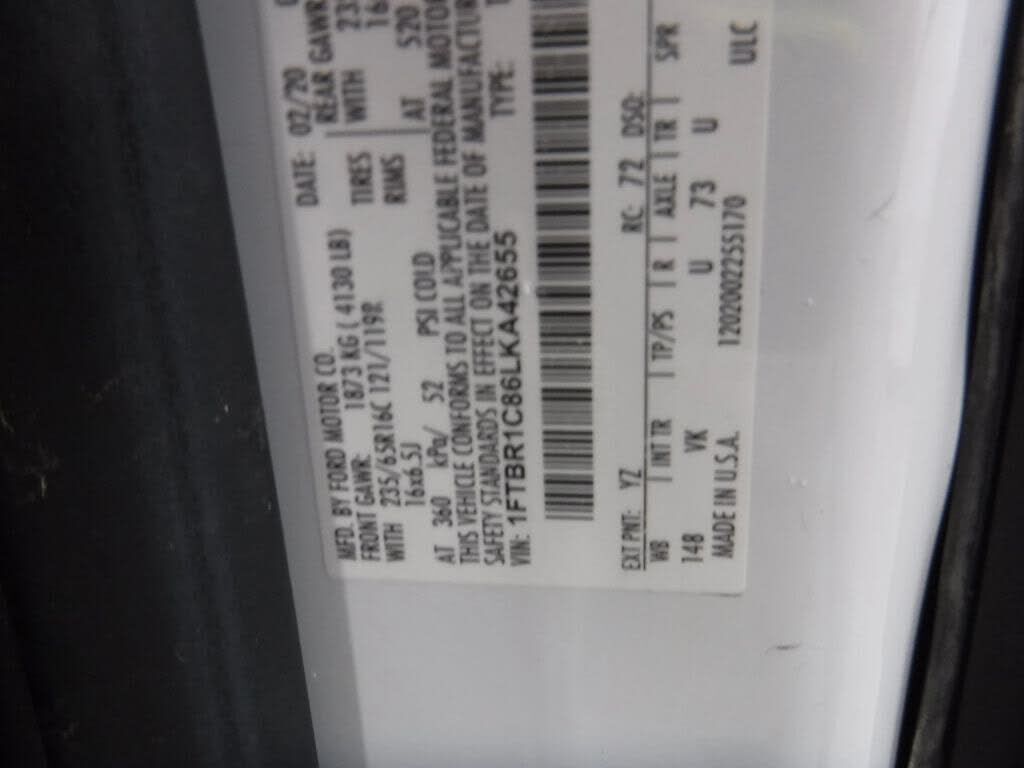 MFD. BY FORD MOTOR CO.
DATE: 02/20
FRONT GAWR: 1873 KG ( 4130 LB)
REAR GAWR
WITH 235/65R16C 121/119R TIRES
WITH
16x6.5J RIMS
AT 360 kPa/ 52 PSI COLD
AT 520
THIS VEHICLE CONFORMS TO ALL APPLICABLE FEDERAL MOTOR
SAFETY STANDARDS IN EFFECT ON THE DATE OF MANUFACTUR
VIN: 1FTBR1C86LKA42655
TYPE:
EXT PNT: YZ RC: 72 DSO:
WB | INT TR | TP/PS | R | AXLE | TR | SPR
148 VK U 73 U
MADE IN U.S.A. 1202002255170 ULC